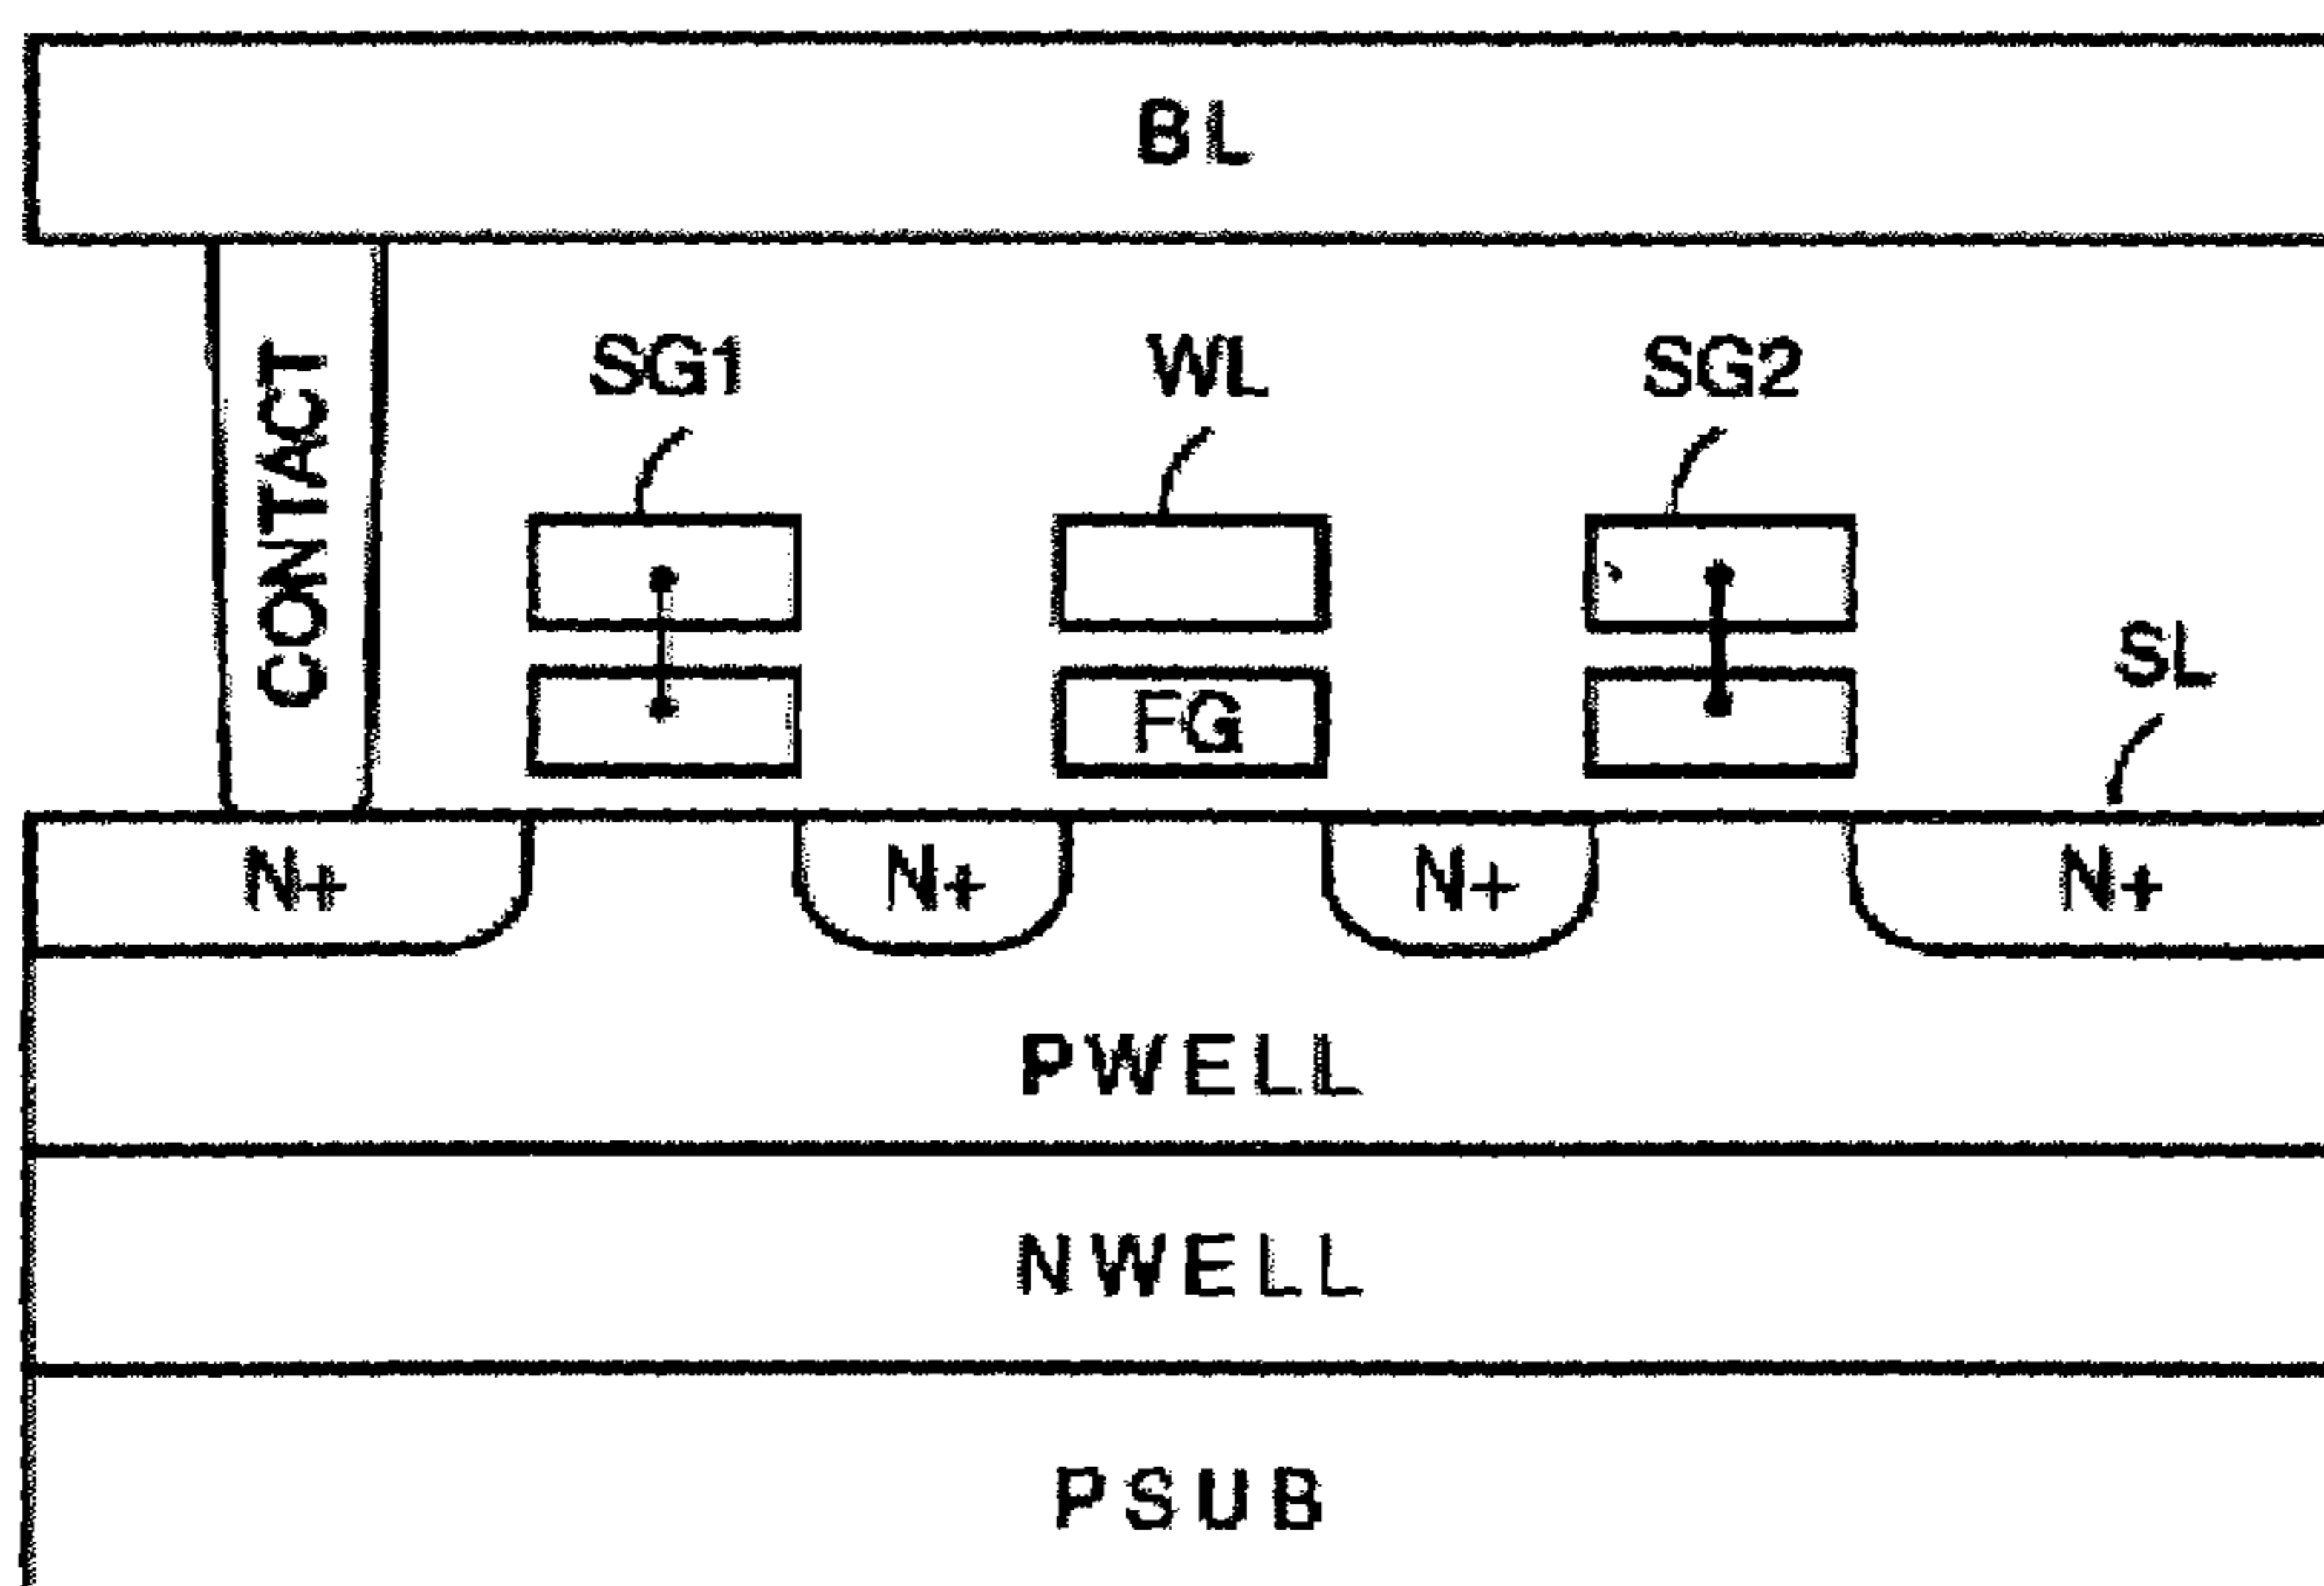 BL
CONTACT
SG1 WL SG2
SL
FG
N+ N+ N+ N+
PWELL
NWELL
PSUB